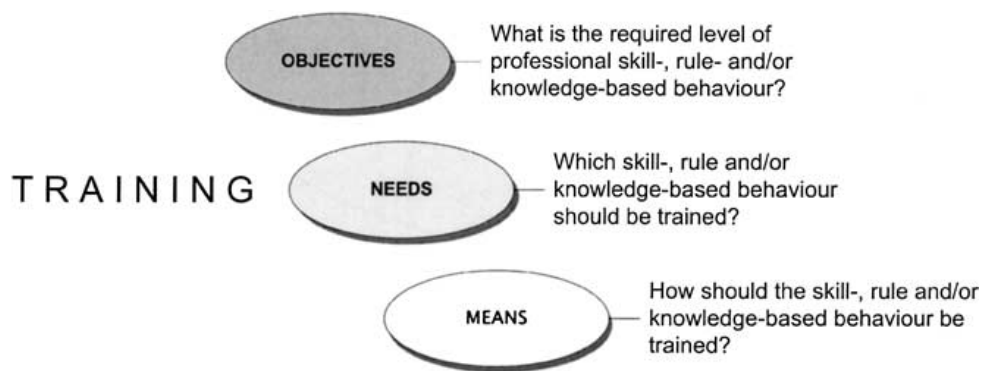 OBJECTIVES
What is the required level of
professional skill-, rule- and/or
knowledge-based behaviour?
TRAINING
NEEDS
Which skill-, rule and/or
knowledge-based behaviour
should be trained?
MEANS
How should the skill-, rule and/or
knowledge-based behaviour be
trained?